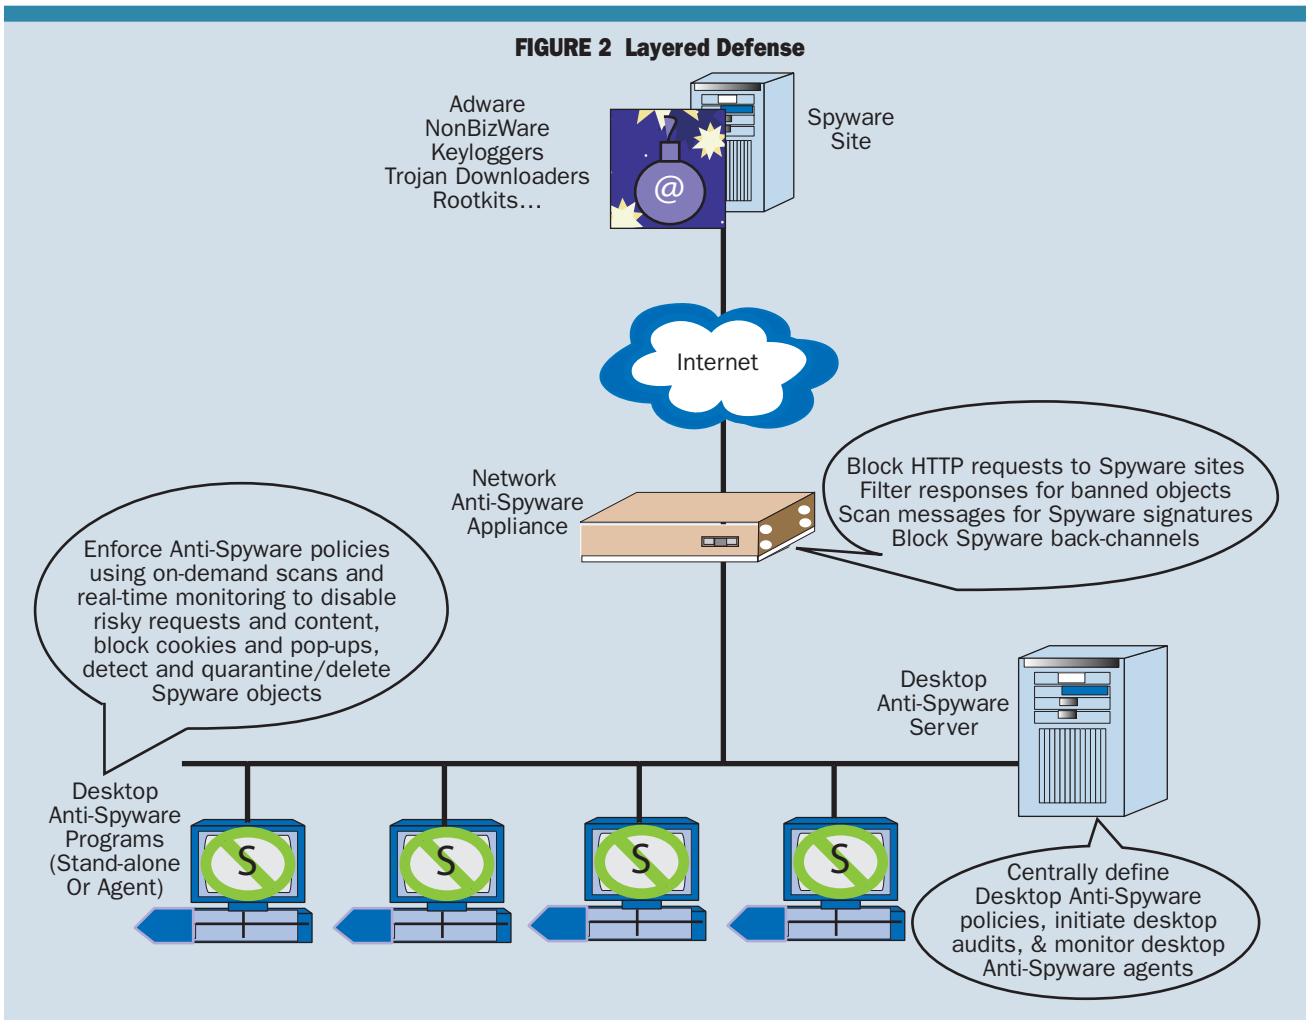 FIGURE 2 Layered Defense
Adware
NonBizWare
Keyloggers
Trojan Downloaders
Rootkits...
@
Spyware
Site
Internet
Network
Anti-Spyware
Appliance
Block HTTP requests to Spyware sites
Filter responses for banned objects
Scan messages for Spyware signatures
Block Spyware back-channels
Enforce Anti-Spyware policies
using on-demand scans and
real-time monitoring to disable
risky requests and content,
block cookies and pop-ups,
detect and quarantine/delete
Spyware objects
Desktop
Anti-Spyware
Server
Desktop
Anti-Spyware
Programs
(Stand-alone
Or Agent)
S
S
S
S
Centrally define
Desktop Anti-Spyware
policies, initiate desktop
audits, & monitor desktop
Anti-Spyware agents